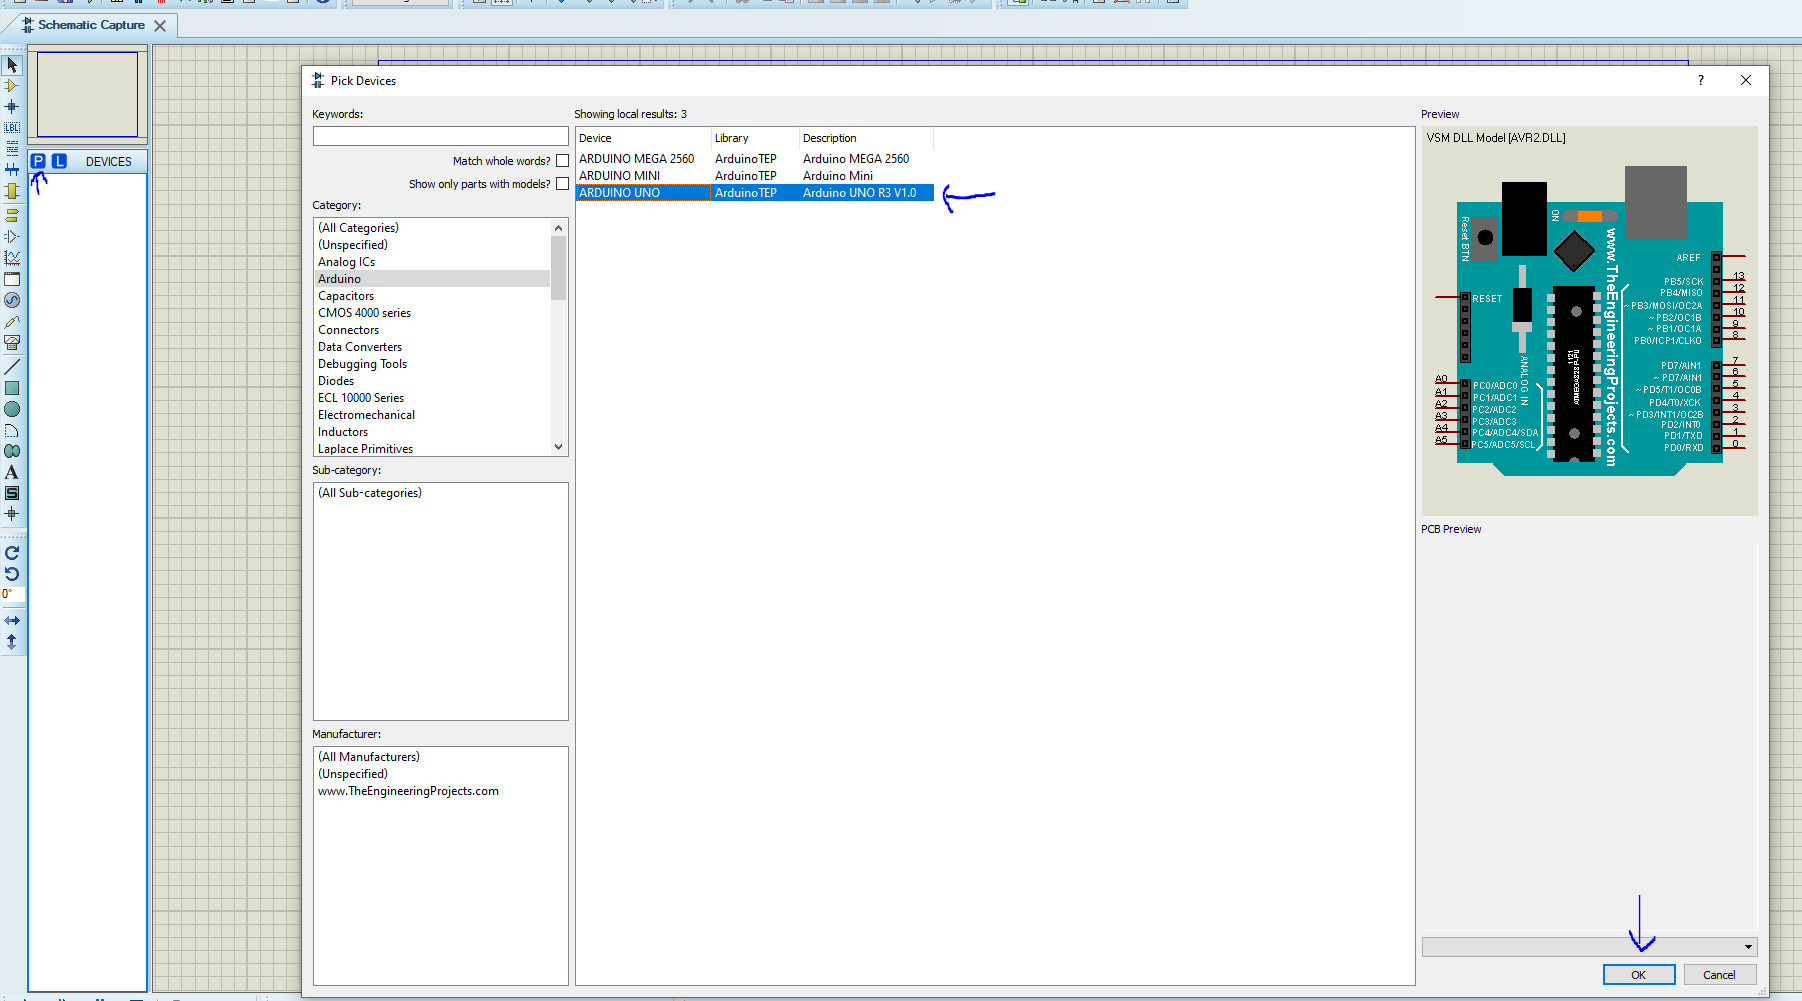 Schematic Capture
Pick Devices
?
P L DEVICES
LBL
A
S
0°
Keywords:
Match whole words?
Show only parts with models?
Category:
(All Categories)
(Unspecified)
Analog ICs
Arduino
Capacitors
CMOS 4000 series
Connectors
Data Converters
Debugging Tools
Diodes
ECL 10000 Series
Electromechanical
Inductors
Laplace Primitives
Sub-category:
(All Sub-categories)
Manufacturer:
(All Manufacturers)
(Unspecified)
www.TheEngineeringProjects.com
Showing local results: 3
Device Library Description
ARDUINO MEGA 2560 ArduinoTEP Arduino MEGA 2560
ARDUINO MINI ArduinoTEP Arduino Mini
ARDUINO UNO ArduinoTEP Arduino UNO R3 V1.0
Preview
VSM DLL Model [AVR2.DLL]
Reset BTN
ON
www.TheEngineeringProjects.com
ANALOG IN
RESET
AREF
PB5/SCK 13
PB4/MISO 12
~PB3/MOSI/OC2A 11
~ PB2/OC1B 10
~ PB1/OC1A 9
PB0/ICP1/CLKO 8
PD7/AIN1 7
~ PD7/AIN1 6
~ PD5/T1/OC0B 5
PD4/T0/XCK 4
~ PD3/INT1/OC2B 3
PD2/INT0 2
PD1/TXD 1
PD0/RXD 0
A0 PC0/ADC0
A1 PC1/ADC1
A2 PC2/ADC2
A3 PC3/ADC3
A4 PC4/ADC4/SDA
A5 PC5/ADC5/SCL
PCB Preview
OK Cancel